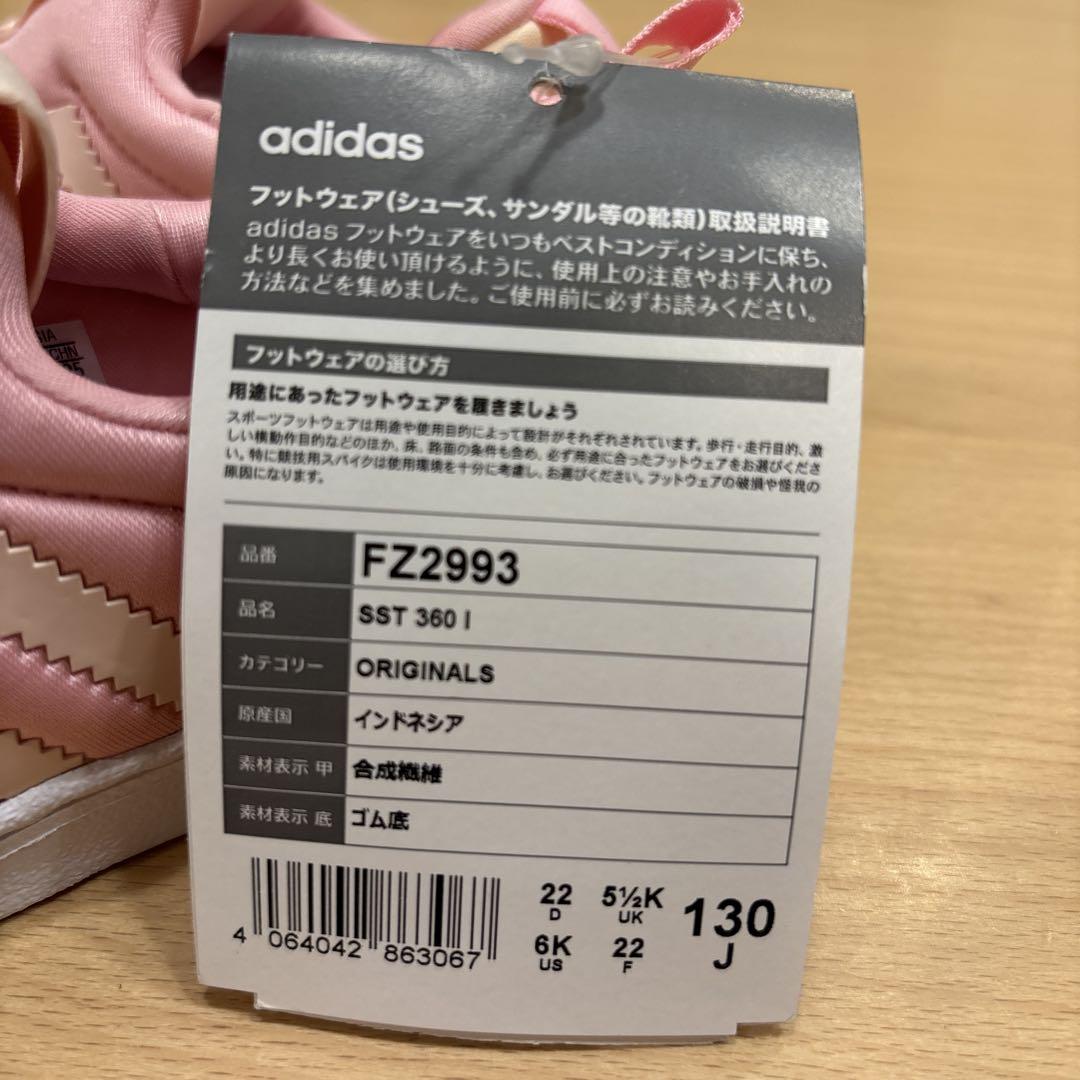 adidas
フットウェア(シューズ、サンダル等の靴類)取扱説明書
adidas フットウェアをいつもベストコンディションに保ち、
より長くお使い頂けるように、使用上の注意やお手入れの
方法などを集めました。ご使用前に必ずお読みください。
フットウェアの選び方
用途にあったフットウェアを履きましょう
スポーツフットウェアは用途や使用目的によって設計がそれぞれされています。歩行・走行目的、激
しい横動作目的などのほか、床、路面の条件も含め、必ず用途に合ったフットウェアをお選びくださ
い。特に競技用スパイクは使用環境を十分に考慮し、お選びください。フットウェアの破損や怪我の
原因になります。
品番 FZ2993
品名 SST 360 I
カテゴリー ORIGINALS
原産国 インドネシア
素材表示 甲 合成繊維
素材表示 底 ゴム底
4 064042 863067
22 5½K
D UK
6K 22
US F
130
J
CHN